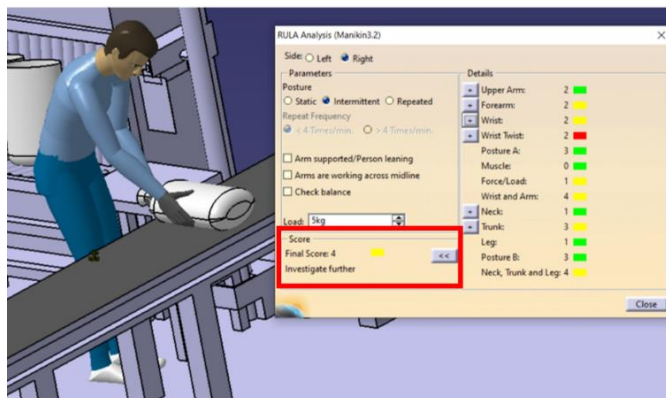 RULA Analysis (Manikin3.2)
Side: Left Right
Parameters
Posture
Static Intermittent Repeated
Repeat Frequency
< 4 Times/min. > 4 Times/min.
Arm supported/Person leaning
Arms are working across midline
Check balance
Load: 5kg
Score
Final Score: 4
<<
Investigate further
Details
+ Upper Arm: 2
+ Forearm: 2
+ Wrist: 2
+ Wrist Twist: 2
Posture A: 3
Muscle: 0
Force/Load: 1
Wrist and Arm: 4
+ Neck: 1
+ Trunk: 3
Leg: 1
Posture B: 3
Neck, Trunk and Leg: 4
Close